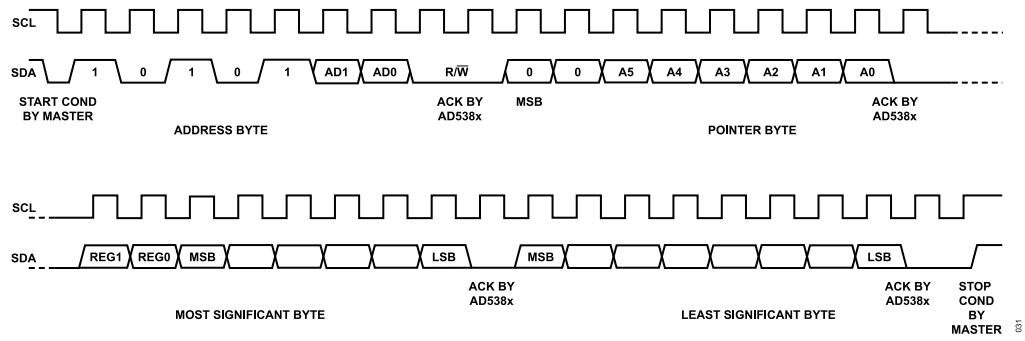 SCL
SDA 1 0 1 0 1 AD1 AD0 R/W̅ 0 0 A5 A4 A3 A2 A1 A0
START COND
BY MASTER
ADDRESS BYTE
ACK BY
AD538x
MSB
POINTER BYTE
ACK BY
AD538x
SCL
SDA REG1 REG0 MSB LSB MSB LSB
MOST SIGNIFICANT BYTE
ACK BY
AD538x
LEAST SIGNIFICANT BYTE
ACK BY
AD538x
STOP
COND
BY
MASTER
031